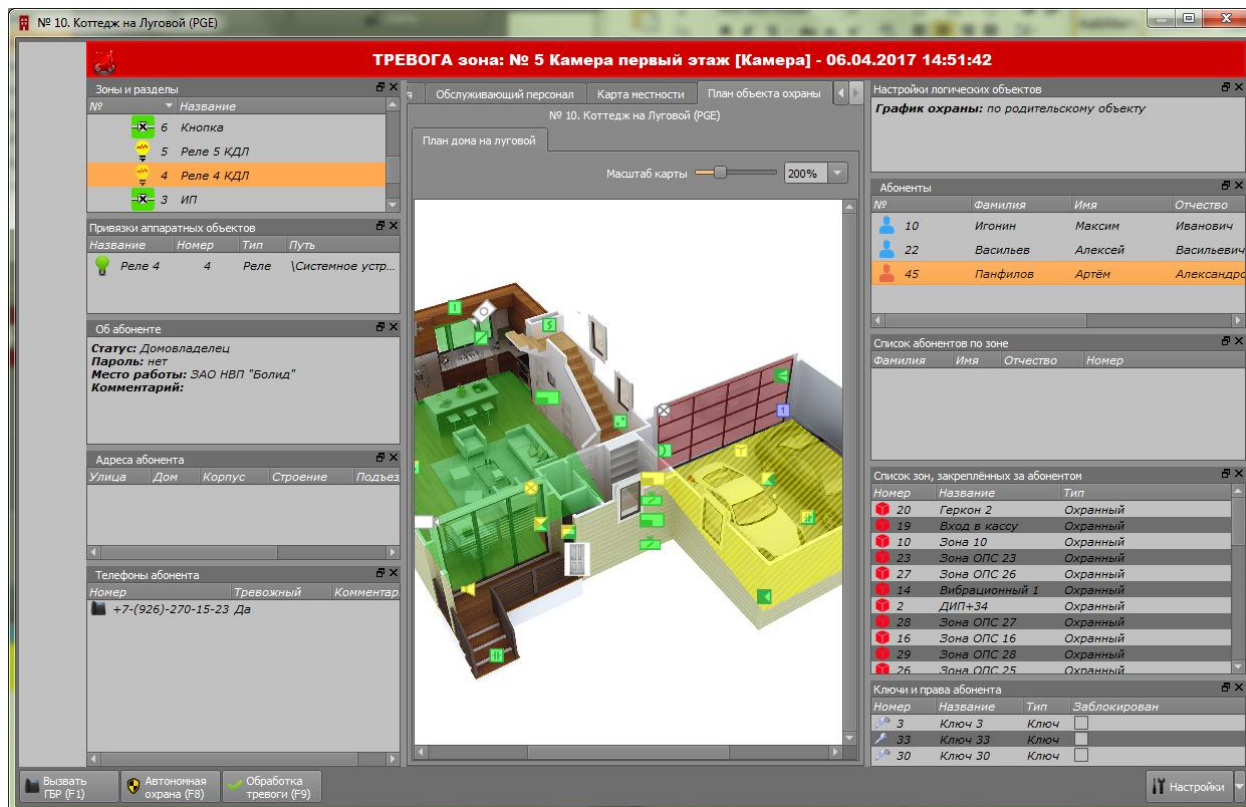 № 10. Коттедж на Луговой (PGE)
ТРЕВОГА зона: № 5 Камера первый этаж [Камера] - 06.04.2017 14:51:42
Зоны и разделы
№ Название
6 Кнопка
5 Реле 5 КДЛ
4 Реле 4 КДЛ
3 ИП
Привязки аппаратных объектов
Название Номер Тип Путь
Реле 4 4 Реле \Системное устр...
Об абоненте
Статус: Домовладелец
Пароль: нет
Место работы: ЗАО НВП "Болид"
Комментарий:
Адреса абонента
Улица Дом Корпус Строение Подъез
Телефоны абонента
Номер Тревожный Комментар
+7-(926)-270-15-23 Да
Обслуживающий персонал Карта местности План объекта охраны
№ 10. Коттедж на Луговой (PGE)
План дома на луговой
Масштаб карты 200%
1
Настройки логических объектов
График охраны: по родительскому объекту
Абоненты
№ Фамилия Имя Отчество
10 Игонин Максим Иванович
22 Васильев Алексей Васильевич
45 Панфилов Артём Александро
Список абонентов по зоне
Фамилия Имя Отчество Номер
Список зон, закреплённых за абонентом
Номер Название Тип
20 Геркон 2 Охранный
19 Вход в кассу Охранный
10 Зона 10 Охранный
23 Зона ОПС 23 Охранный
27 Зона ОПС 26 Охранный
14 Вибрационный 1 Охранный
2 ДИП+34 Охранный
28 Зона ОПС 27 Охранный
16 Зона ОПС 16 Охранный
29 Зона ОПС 28 Охранный
26 Зона ОПС 25 Охранный
Ключи и права абонента
Номер Название Тип Заблокирован
3 Ключ 3 Ключ
33 Ключ 33 Ключ
30 Ключ 30 Ключ
Вызвать ГБР (F1)
Автономная охрана (F8)
Обработка тревоги (F9)
Настройки